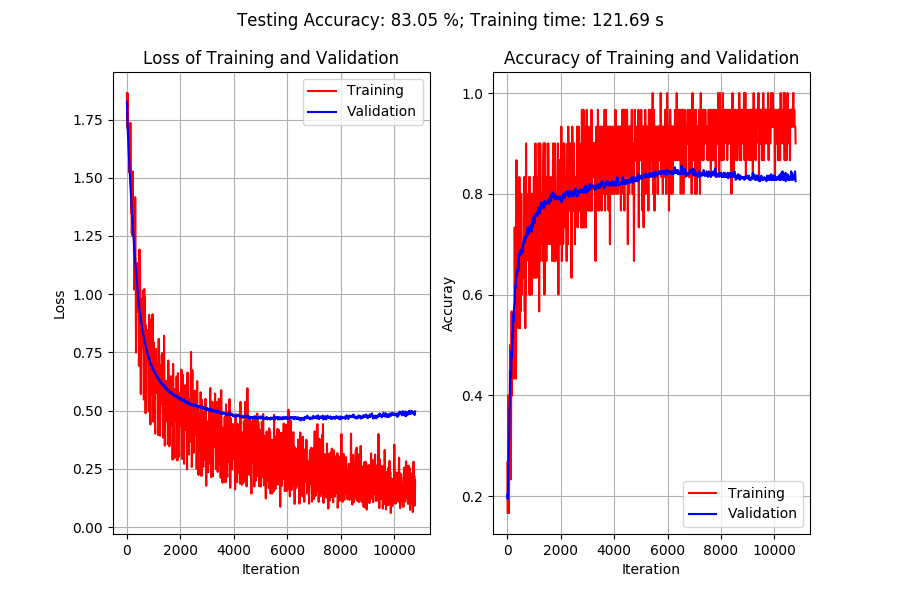 Testing Accuracy: 83.05 %; Training time: 121.69 s
Loss of Training and Validation
Training
Validation
1.75
1.50
1.25
1.00
0.75
0.50
0.25
0.00
Loss
0 2000 4000 6000 8000 10000
Iteration
Accuracy of Training and Validation
1.0
0.8
0.6
0.4
0.2
Accuray
Training
Validation
0 2000 4000 6000 8000 10000
Iteration